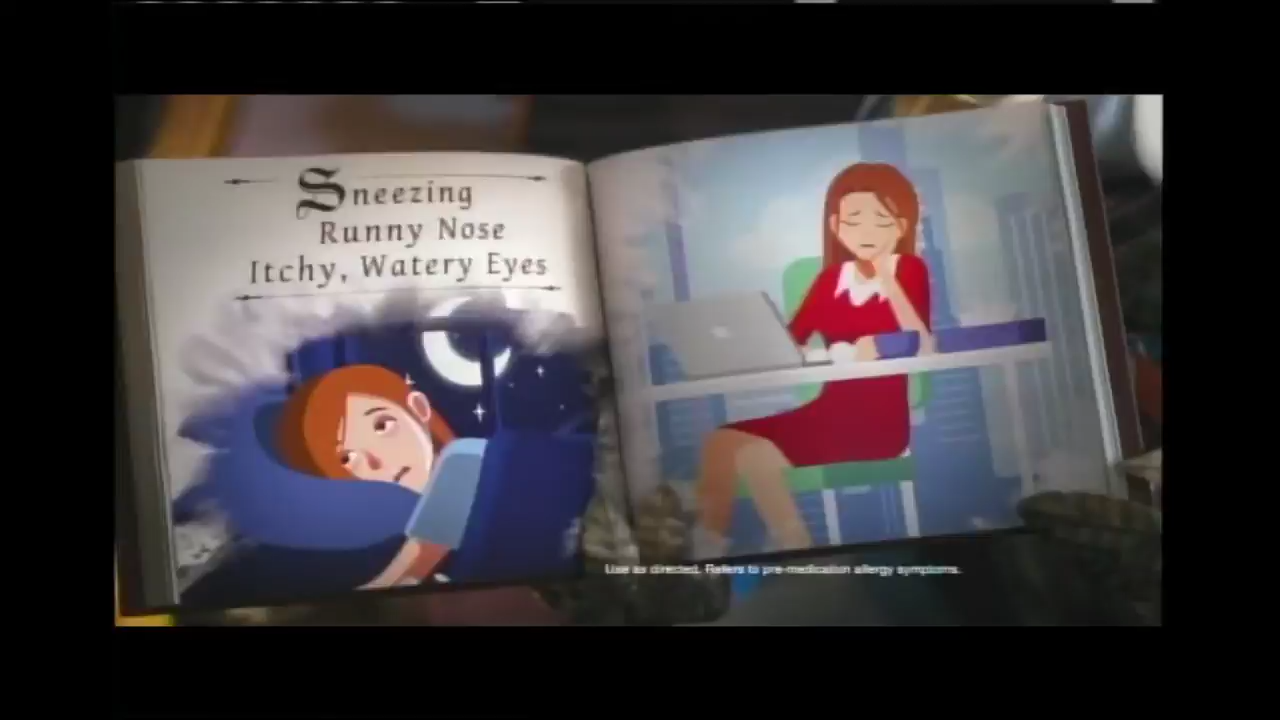 Sneezing
Runny Nose
Itchy, Watery Eyes
Use as directed. Refers to pre-medication allergy symptoms.